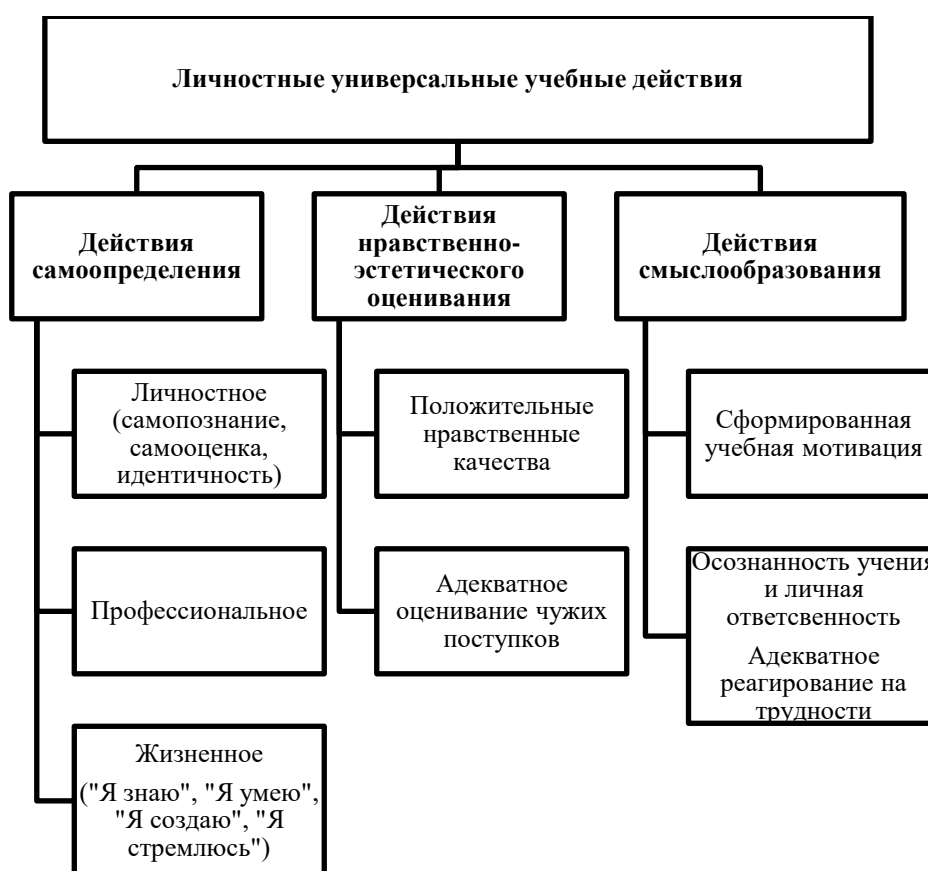 Личностные универсальные учебные действия
Действия
самоопределения
Действия
нравственно-
эстетического
оценивания
Действия
смыслообразования
Личностное
(самопознание,
самооценка,
идентичность)
Профессиональное
Жизненное
("Я знаю", "Я умею",
"Я создаю", "Я
стремлюсь")
Положительные
нравственные
качества
Адекватное
оценивание чужих
поступков
Сформированная
учебная мотивация
Осознанность учения
и личная
ответсвенность
Адекватное
реагирование на
трудности